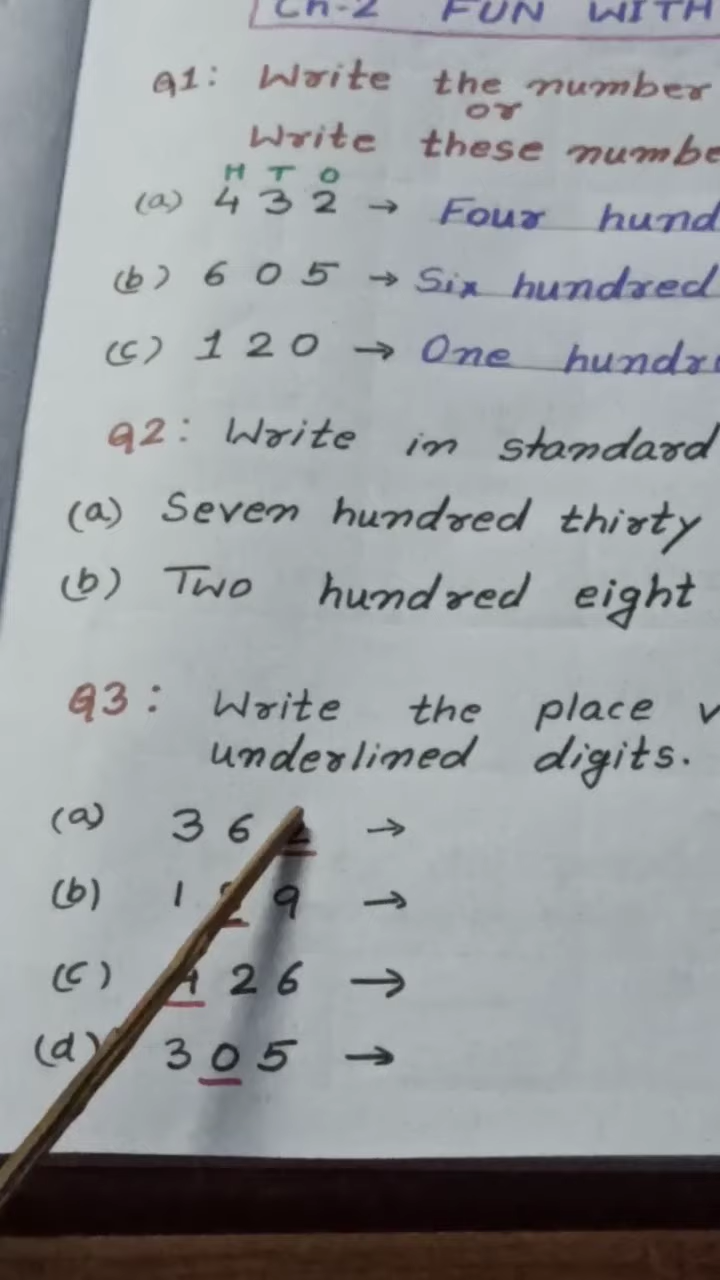 Ch-2 FUN WITH
Q1: Write the number
or
Write these numbe
H T O
(a) 4 3 2 → Four hund
(b) 6 0 5 → Six hundred
(c) 1 2 0 → One hundr
Q2: Write in standard
(a) Seven hundred thirty
(b) Two hundred eight
Q3: Write the place v
underlined digits.
(a) 3 6 2 →
(b) 1 9 →
(c) 4 2 6 →
(d) 3 0 5 →